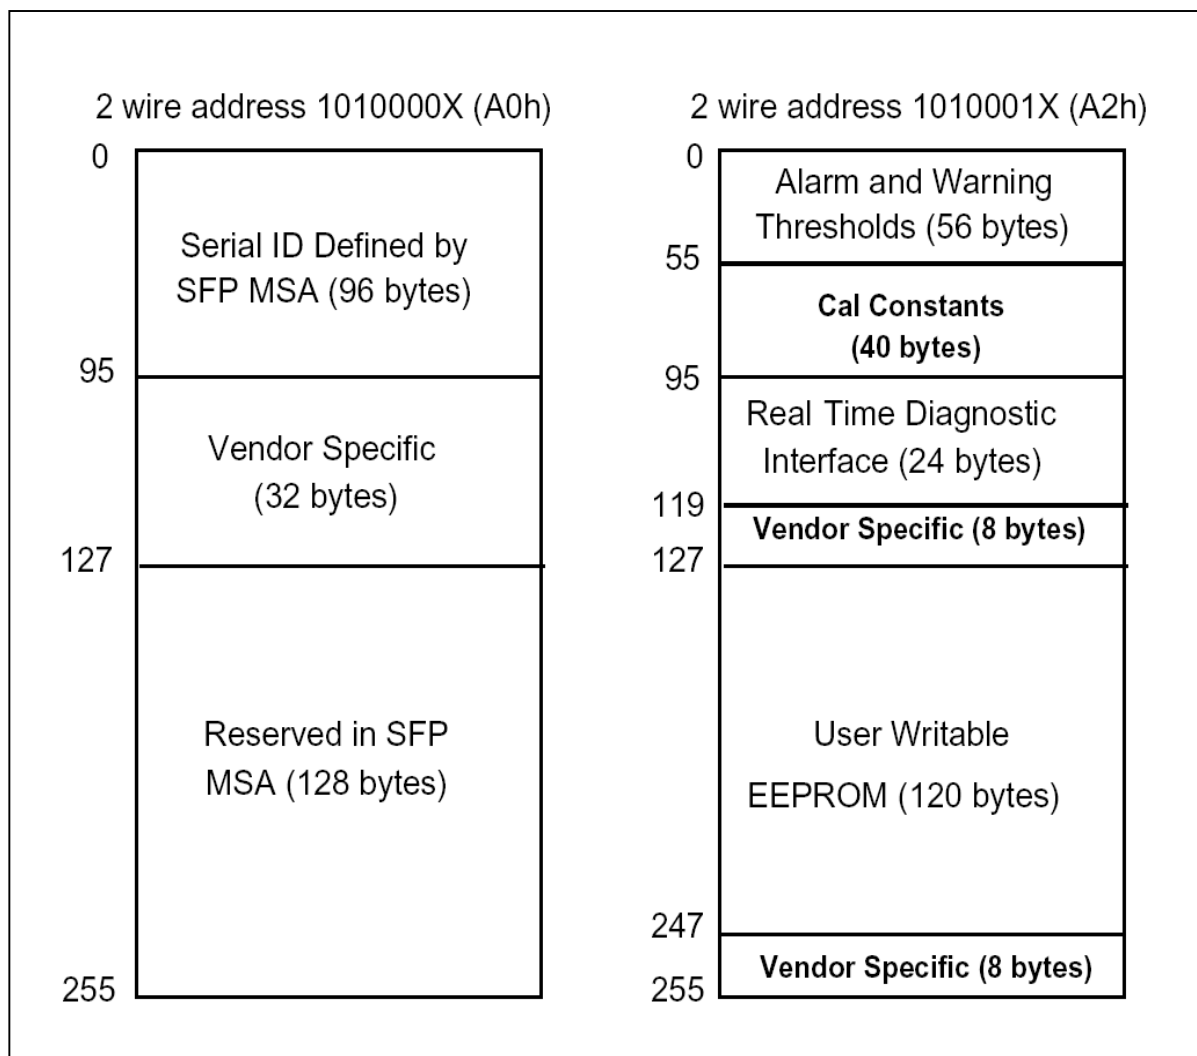 2 wire address 1010000X (A0h)
0
Serial ID Defined by
SFP MSA (96 bytes)
95
Vendor Specific
(32 bytes)
127
Reserved in SFP
MSA (128 bytes)
255
2 wire address 1010001X (A2h)
0
Alarm and Warning
Thresholds (56 bytes)
55
Cal Constants
(40 bytes)
95
Real Time Diagnostic
Interface (24 bytes)
119
Vendor Specific (8 bytes)
127
User Writable
EEPROM (120 bytes)
247
Vendor Specific (8 bytes)
255